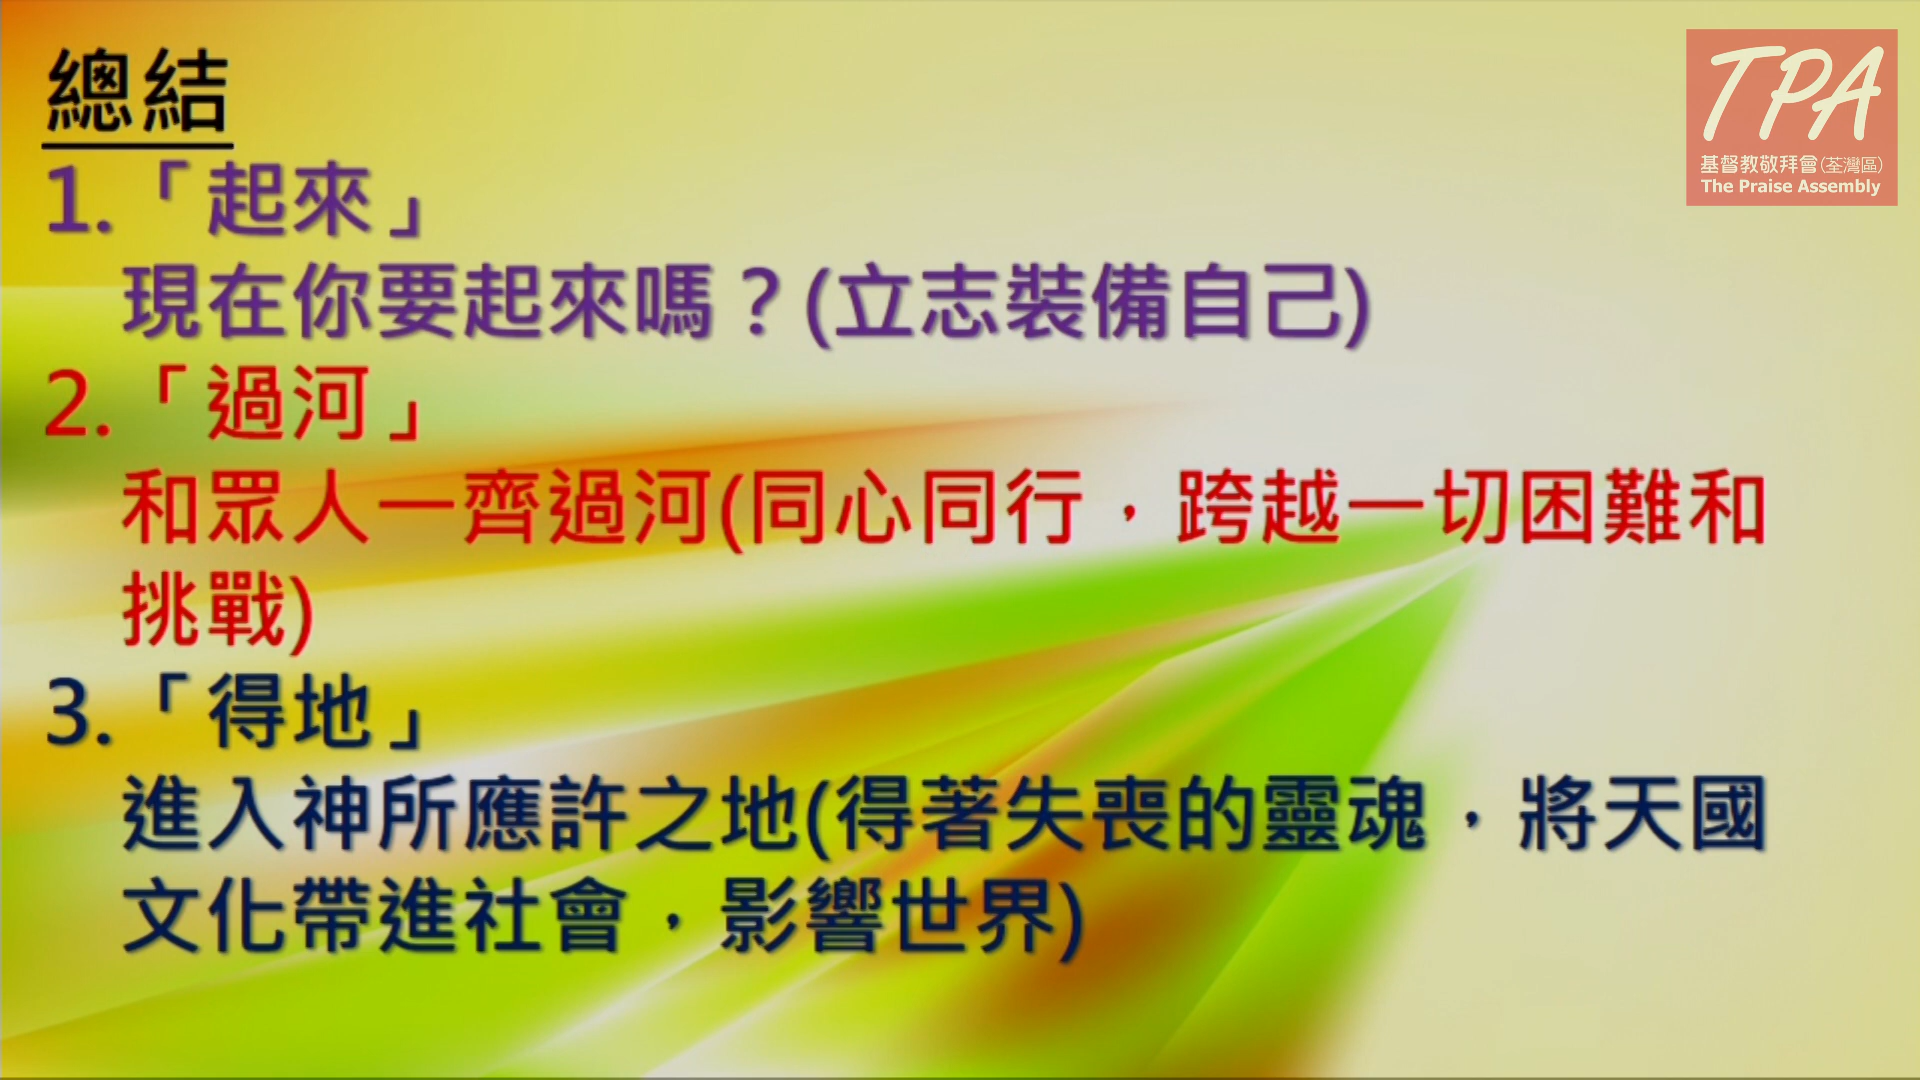 總結
1.「起來」
現在你要起來嗎？(立志裝備自己)
2.「過河」
和眾人一齊過河(同心同行，跨越一切困難和
挑戰)
3.「得地」
進入神所應許之地(得著失喪的靈魂，將天國
文化帶進社會，影響世界)
TPA
基督教敬拜會(荃灣區)
The Praise Assembly